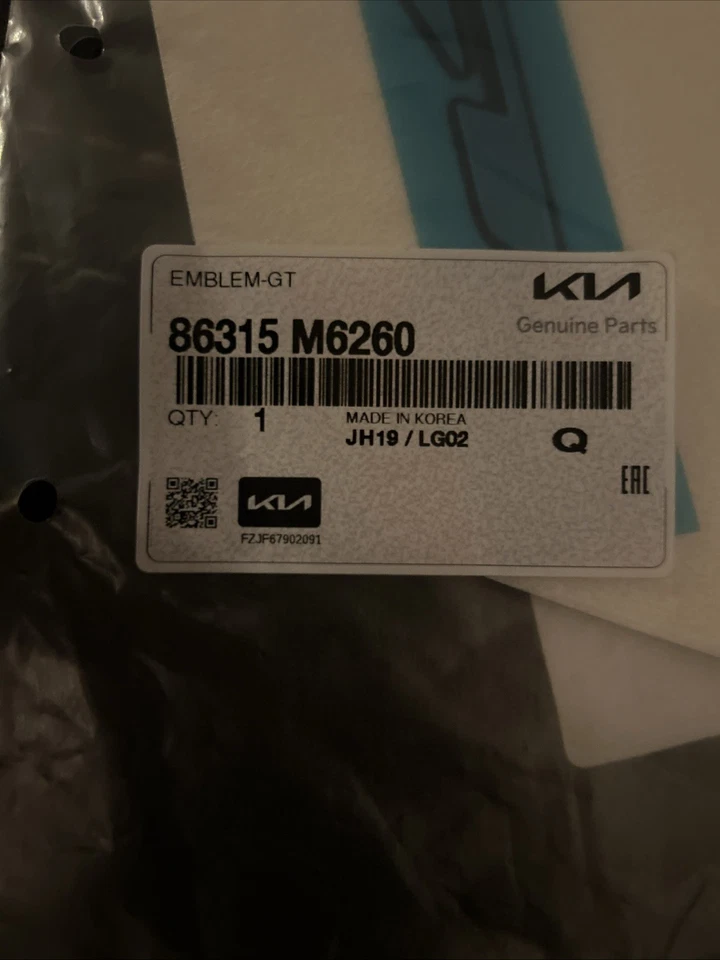 EMBLEM-GT
KIA
Genuine Parts
86315 M6260
QTY: 1
MADE IN KOREA
JH19 / LG02
Q
EAC
KIA
FZJF67902091